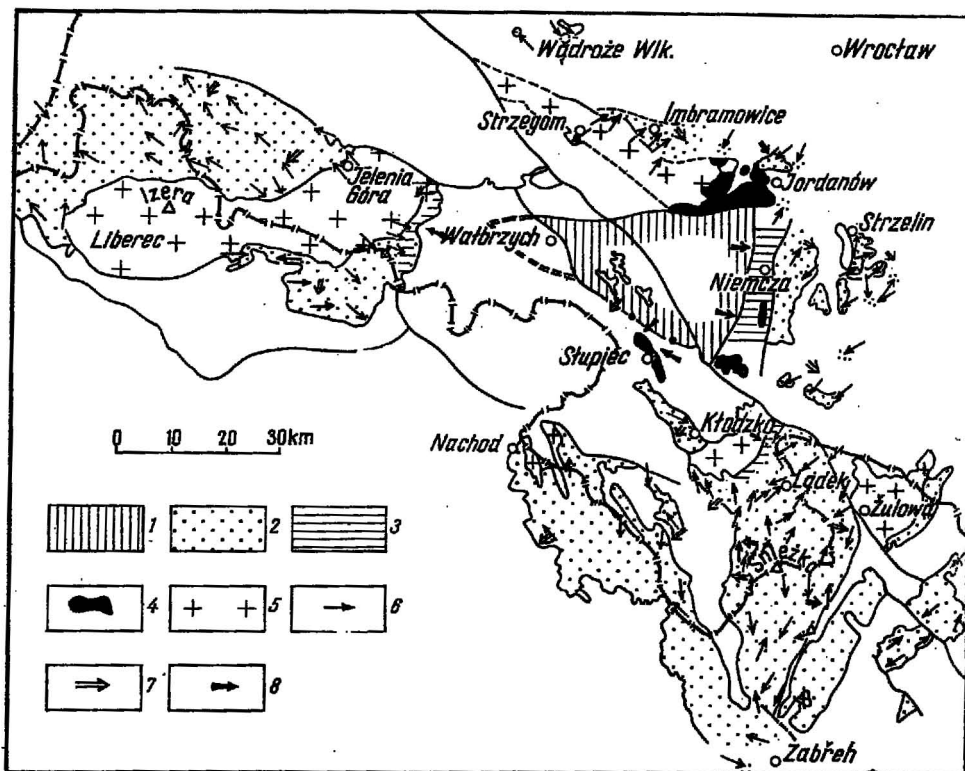 Wądroże Wlk.
Wrocław
Strzegom
Imbramowice
Jelenia
Góra
Jordanów
Izera
Liberec
Wałbrzych
Strzelin
Niemcza
Słupiec
0 10 20 30km
Kłodzko
Nachod
Lądek
Żulowa
Śnieżka
1
2
3
4
5
6
7
8
Zabřeh